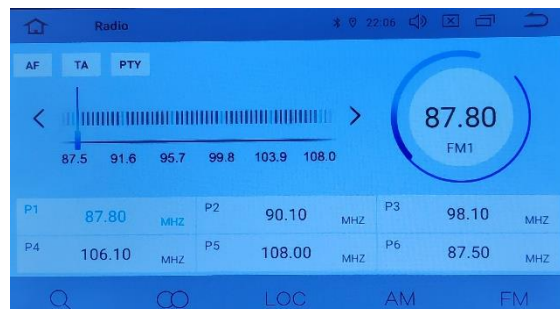 Radio 22:06
AF TA PTY
87.5 91.6 95.7 99.8 103.9 108.0
87.80
FM1
P1 87.80 MHZ P2 90.10 MHZ P3 98.10 MHZ
P4 106.10 MHZ P5 108.00 MHZ P6 87.50 MHZ
LOC AM FM